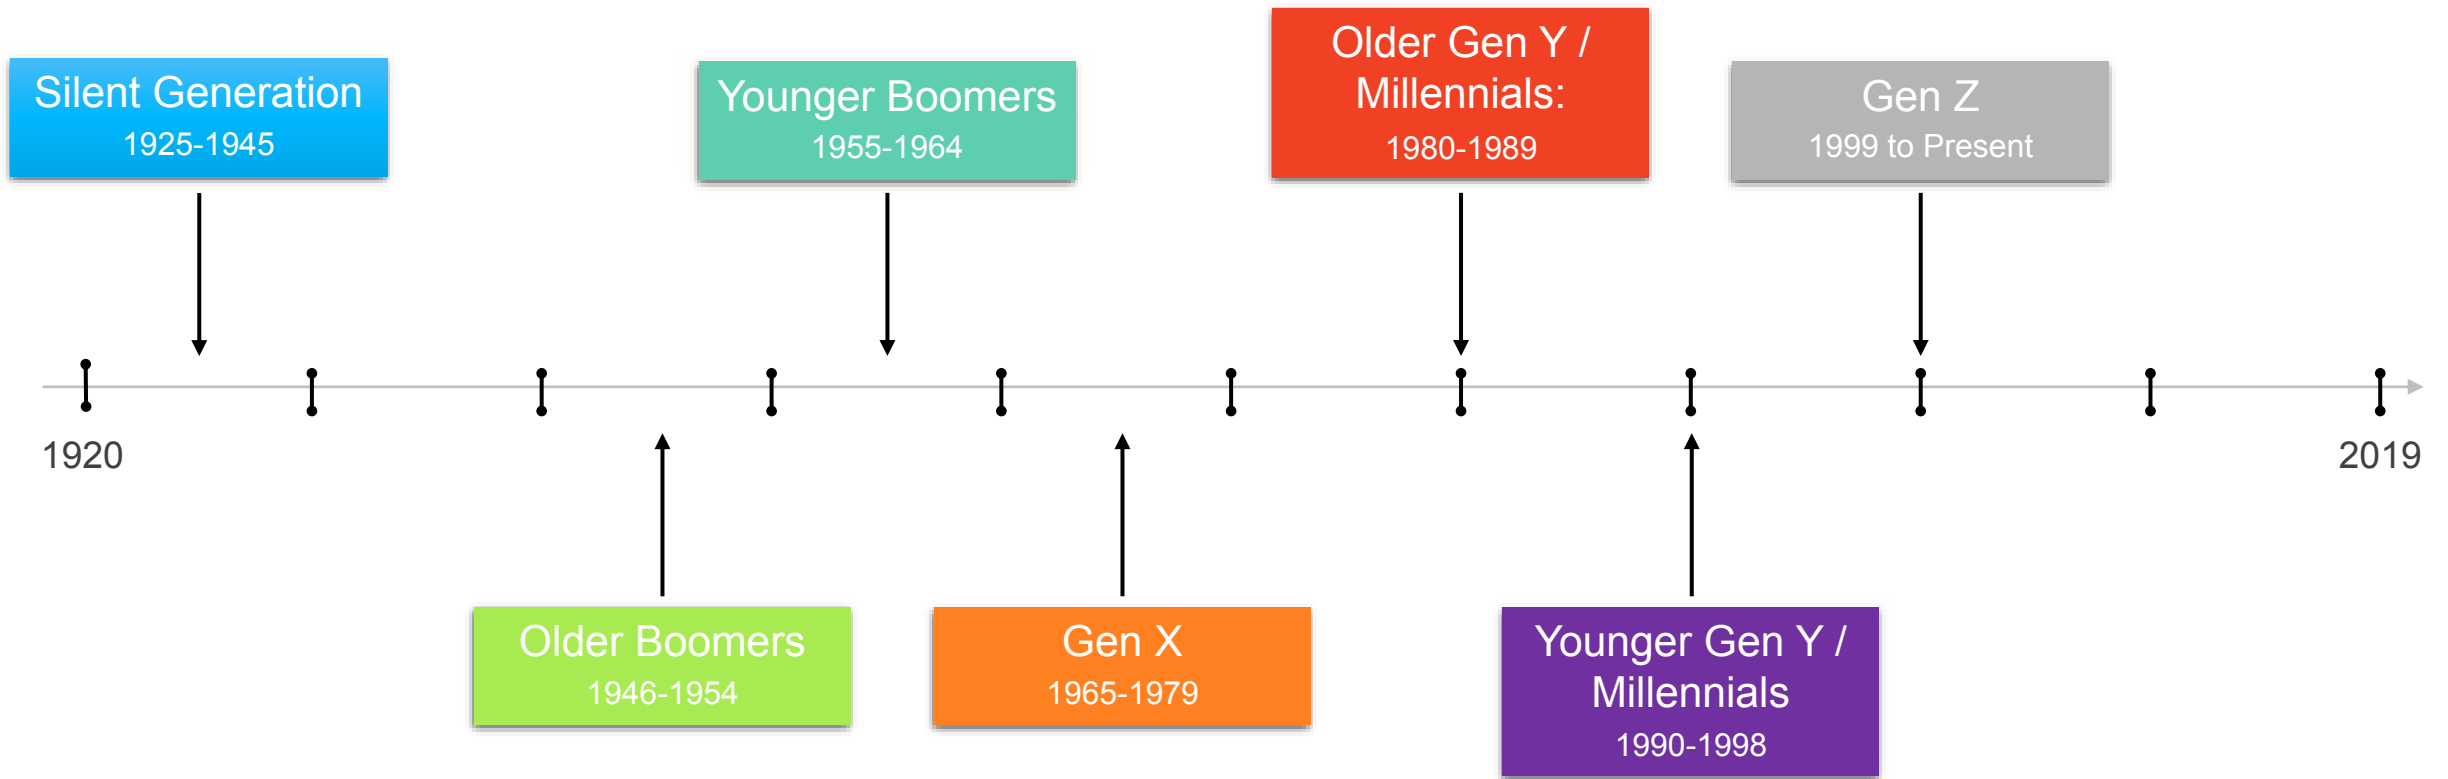 Silent Generation
1925-1945
Younger Boomers
1955-1964
Older Gen Y /
Millennials:
1980-1989
Gen Z
1999 to Present
1920
2019
Older Boomers
1946-1954
Gen X
1965-1979
Younger Gen Y /
Millennials
1990-1998